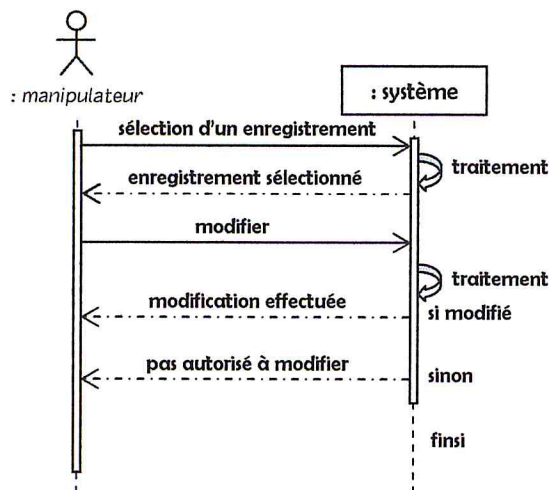 : manipulateur
: système
sélection d'un enregistrement
traitement
enregistrement sélectionné
modifier
traitement
modification effectuée
si modifié
pas autorisé à modifier
sinon
finsi